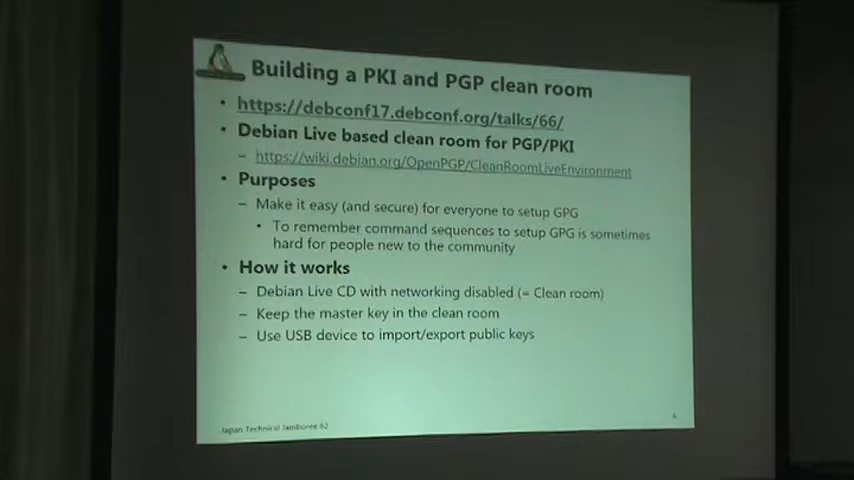 Building a PKI and PGP clean room
• https://debconf17.debconf.org/talks/66/
• Debian Live based clean room for PGP/PKI
– https://wiki.debian.org/OpenPGP/CleanRoomLiveEnvironment
• Purposes
– Make it easy (and secure) for everyone to setup GPG
• To remember command sequences to setup GPG is sometimes
hard for people new to the community
• How it works
– Debian Live CD with networking disabled (= Clean room)
– Keep the master key in the clean room
– Use USB device to import/export public keys
Japan Technical Jamboree 62